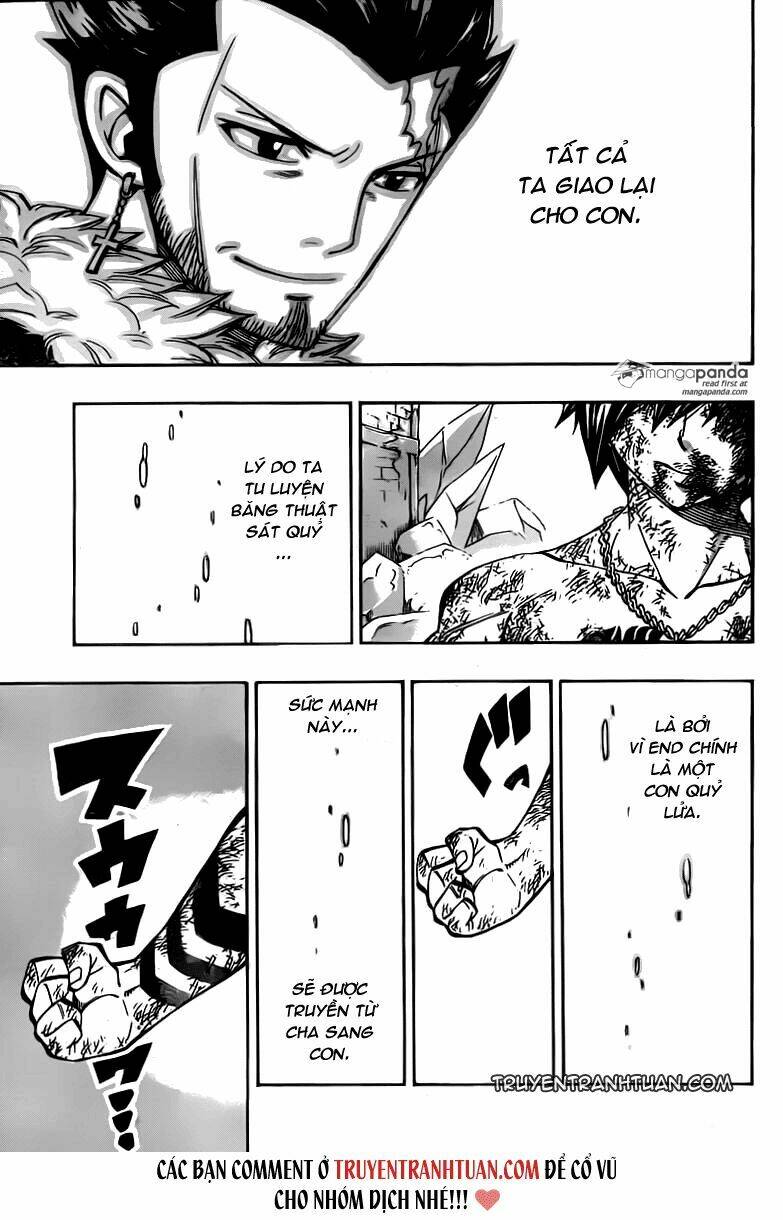 TẤT CẢ
TA GIAO LẠI
CHO CON.
mangapanda
read first at
mangapanda.com
LÝ DO TA
TU LUYỆN
BĂNG THUẬT
SÁT QUỶ
...
LÀ BỞI
VÌ END CHÍNH
LÀ MỘT
CON QUỶ
LỬA.
SỨC MẠNH
NÀY...
SẼ ĐƯỢC
TRUYỀN TỪ
CHA SANG
CON.
TRUYENTRANHTUAN.COM
CÁC BẠN COMMENT Ở TRUYENTRANHTUAN.COM ĐỂ CỔ VŨ
CHO NHÓM DỊCH NHÉ!!! ❤